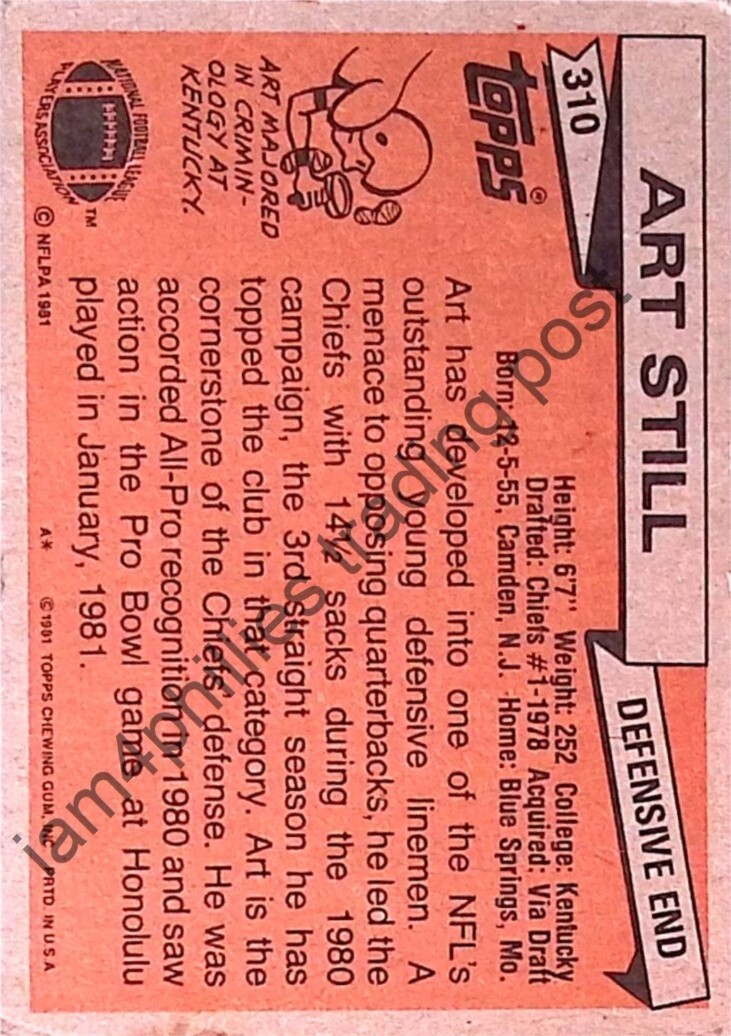 310
ART STILL
DEFENSIVE END
TOPPS®
Height: 6'7" Weight: 252 College: Kentucky
Drafted: Chiefs #1-1978 Acquired: Via Draft
Born: 12-5-55, Camden, N.J. Home: Blue Springs, Mo.
Art has developed into one of the NFL's
outstanding young defensive linemen. A
menace to opposing quarterbacks, he led the
Chiefs with 14½ sacks during the 1980
campaign, the 3rd straight season he has
topped the club in that category. Art is the
cornerstone of the Chiefs' defense. He was
accorded All-Pro recognition in 1980 and saw
action in the Pro Bowl game at Honolulu
played in January, 1981.
ART MAJORED
IN CRIMIN-
OLOGY AT
KENTUCKY.
NATIONAL FOOTBALL LEAGUE
PLAYERS ASSOCIATION
TM
© NFLPA 1981
A* © 1981 TOPPS CHEWING GUM, INC. PRTD. IN U.S.A.
iam4phillies trading post